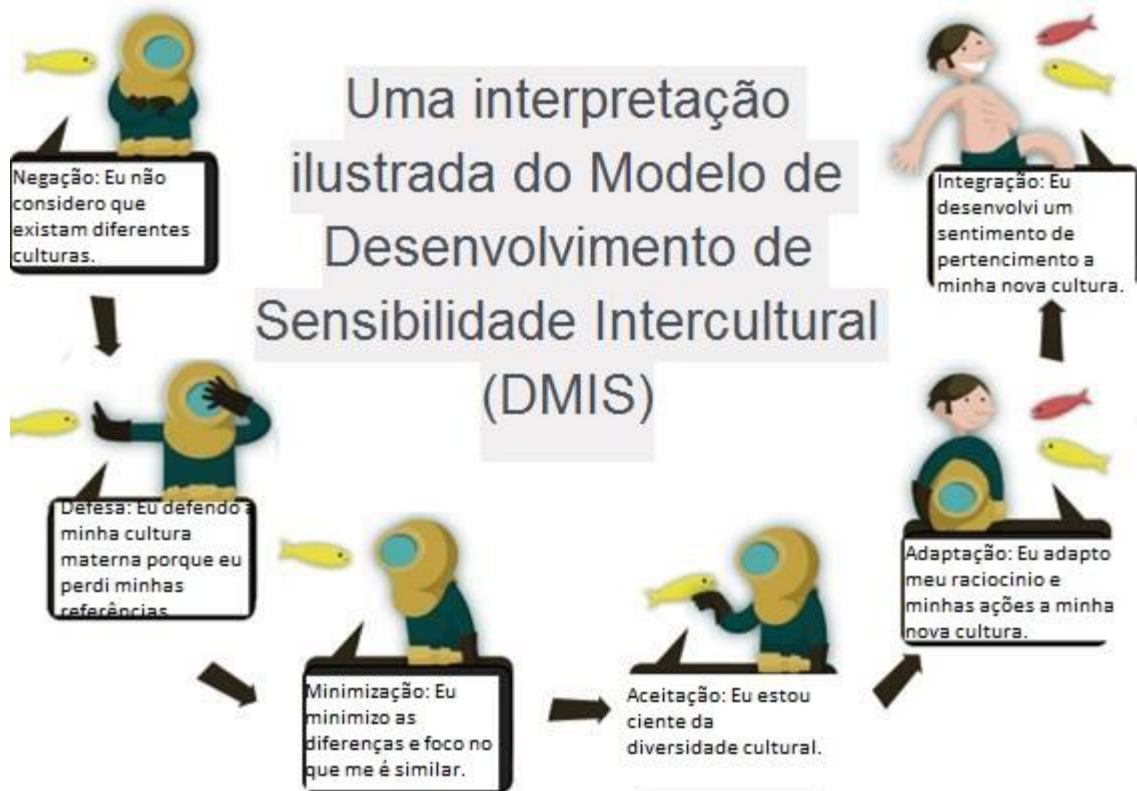 Uma interpretação
ilustrada do Modelo de
Desenvolvimento de
Sensibilidade Intercultural
(DMIS)
Negação: Eu não
considero que
existam diferentes
culturas.
Defesa: Eu defendo a
minha cultura
materna porque eu
perdi minhas
referências
Minimização: Eu
minimizo as
diferenças e foco no
que me é similar.
Aceitação: Eu estou
ciente da
diversidade cultural.
Adaptação: Eu adapto
meu raciocinio e
minhas ações a minha
nova cultura.
Integração: Eu
desenvolvi um
sentimento de
pertencimento a
minha nova cultura.